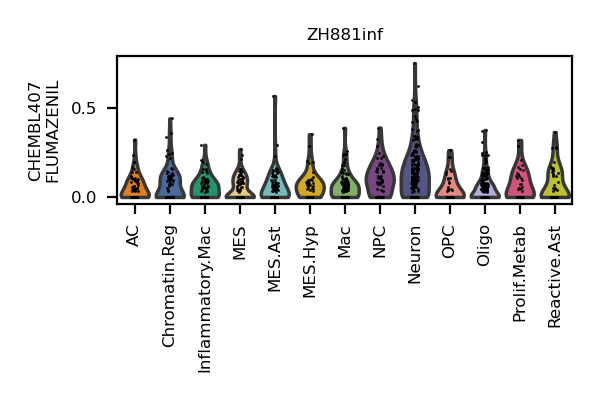 ZH881inf
CHEMBL407
FLUMAZENIL
0.5
0.0
AC
Chromatin.Reg
Inflammatory.Mac
MES
MES.Ast
MES.Hyp
Mac
NPC
Neuron
OPC
Oligo
Prolif.Metab
Reactive.Ast